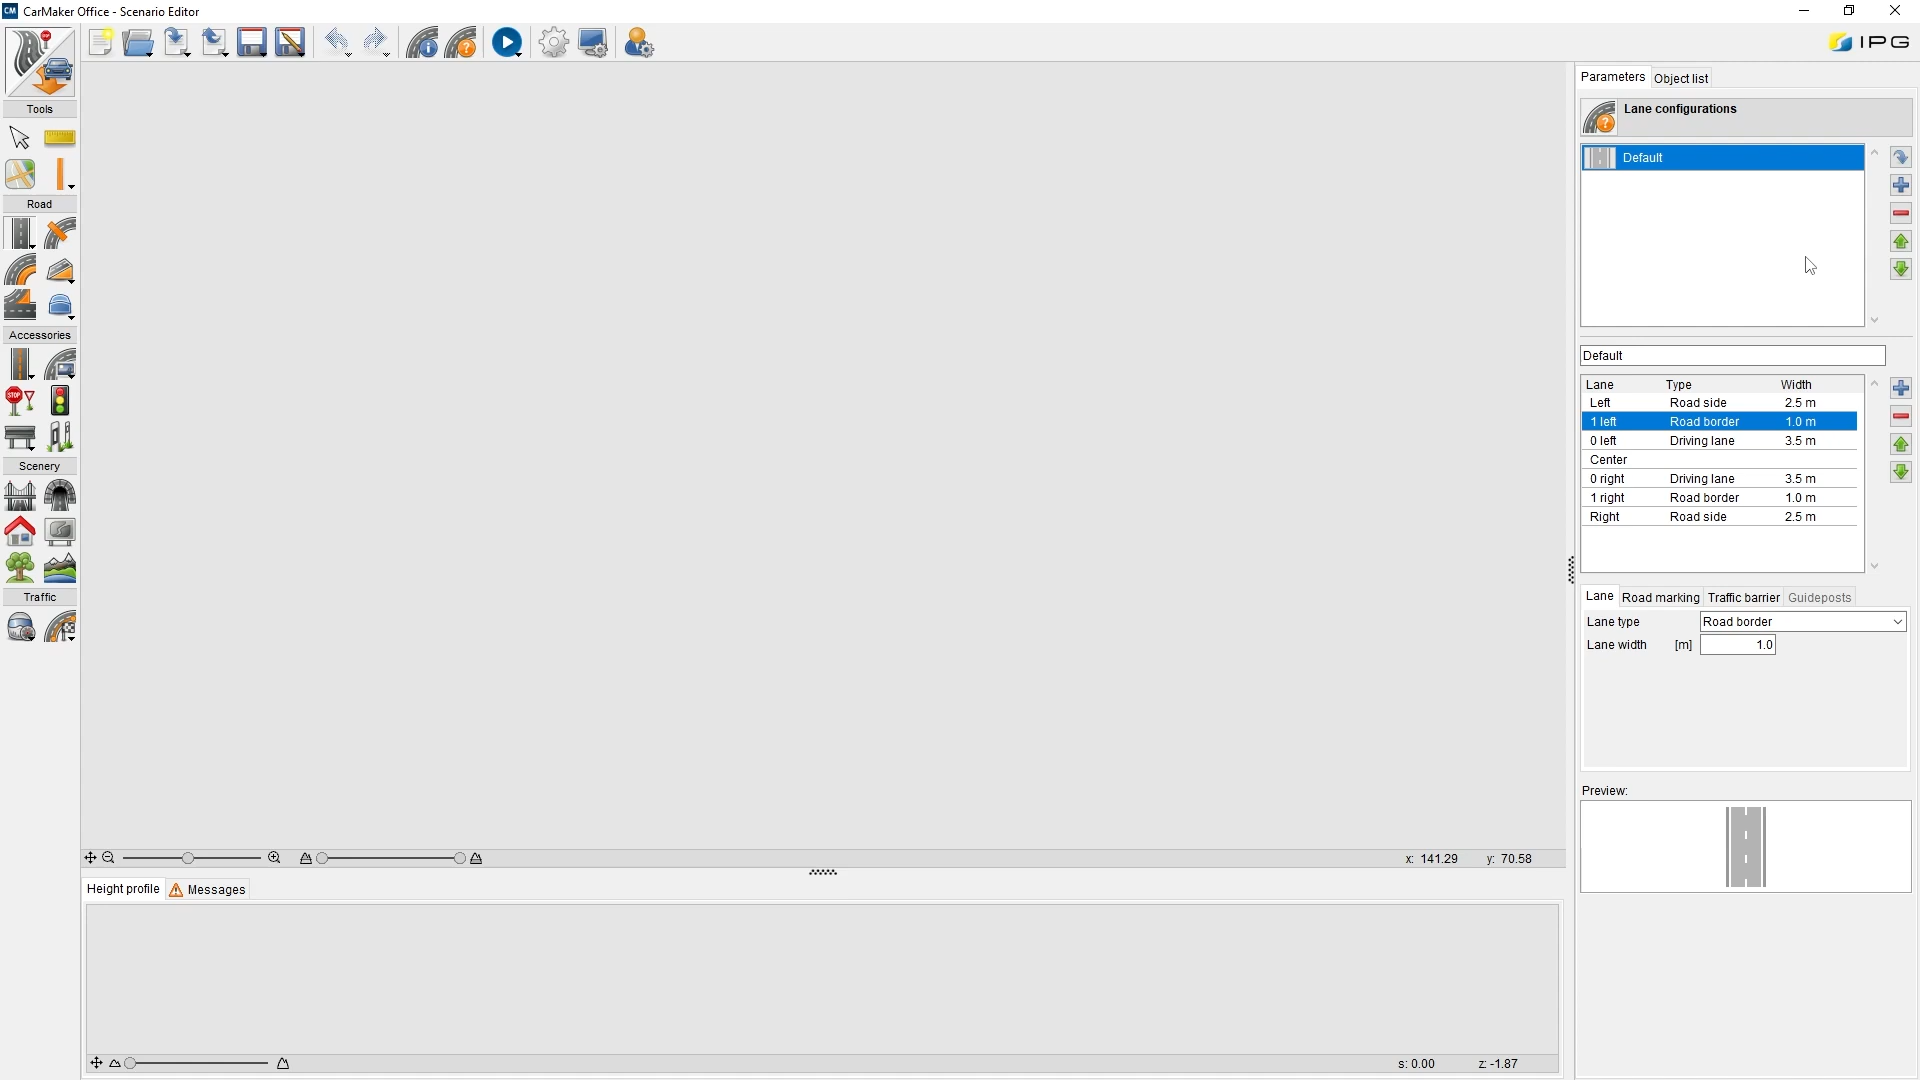 CM CarMaker Office - Scenario Editor
IPG
Tools
Road
Accessories
STOP
Scenery
Traffic
x: 141.29 y: 70.58
Height profile Messages
s: 0.00 z: -1.87
Parameters Object list
Lane configurations
Default
Default
Lane Type Width
Left Road side 2.5 m
1 left Road border 1.0 m
0 left Driving lane 3.5 m
Center
0 right Driving lane 3.5 m
1 right Road border 1.0 m
Right Road side 2.5 m
Lane Road marking Traffic barrier Guideposts
Lane type Road border
Lane width [m] 1.0
Preview: